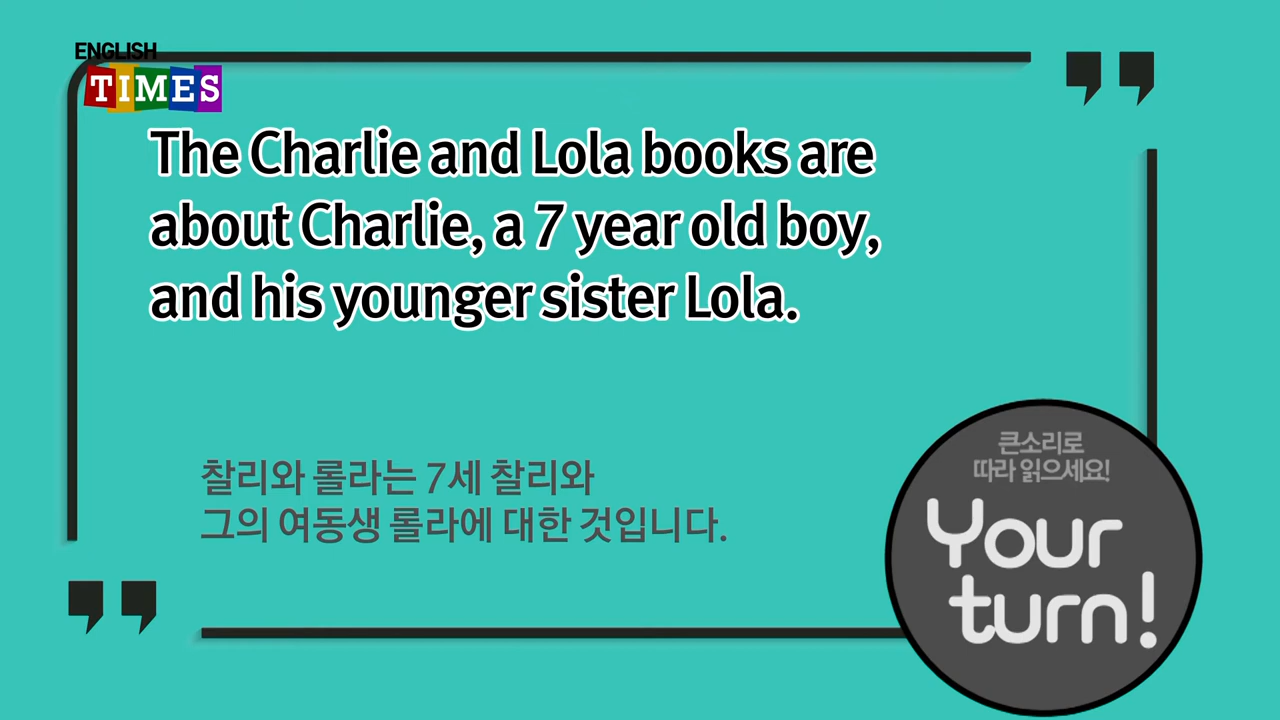 ENGLISH
TIMES
The Charlie and Lola books are
about Charlie, a 7 year old boy,
and his younger sister Lola.
찰리와 롤라는 7세 찰리와
그의 여동생 롤라에 대한 것입니다.
큰소리로
따라 읽으세요!
Your
turn!